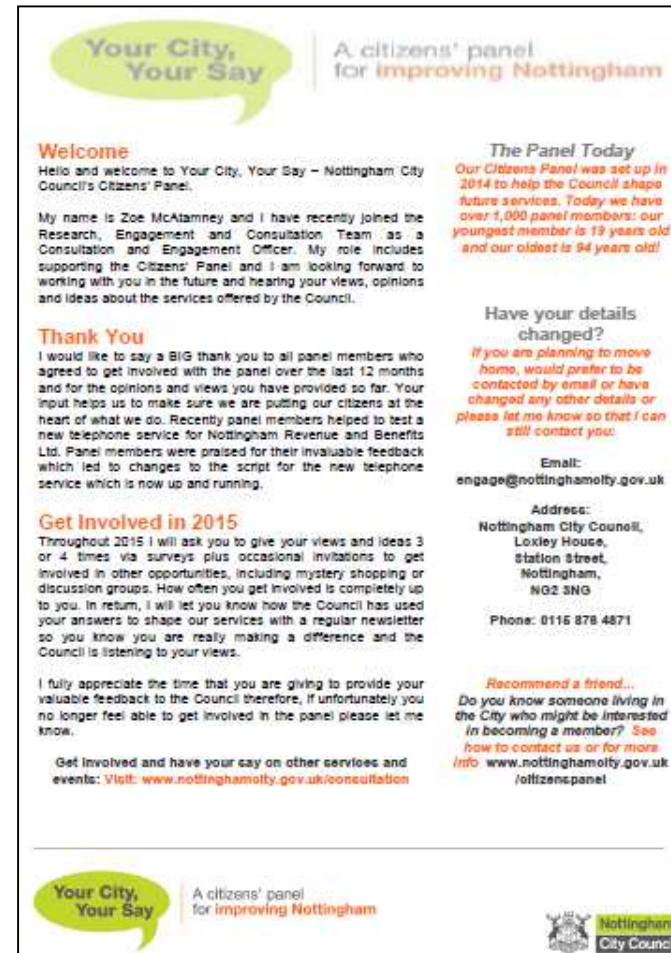 Your City,
Your Say
A citizens' panel
for improving Nottingham
Welcome
Hello and welcome to Your City, Your Say – Nottingham City
Council's Citizens' Panel.
My name is Zoe McAtamney and I have recently joined the
Research, Engagement and Consultation Team as a
Consultation and Engagement Officer. My role includes
supporting the Citizens' Panel and I am looking forward to
working with you in the future and hearing your views, opinions
and ideas about the services offered by the Council.
Thank You
I would like to say a BIG thank you to all panel members who
agreed to get involved with the panel over the last 12 months
and for the opinions and views you have provided so far. Your
input helps us to make sure we are putting our citizens at the
heart of what we do. Recently panel members helped to test a
new telephone service for Nottingham Revenue and Benefits
Ltd. Panel members were praised for their invaluable feedback
which led to changes to the script for the new telephone
service which is now up and running.
Get Involved in 2015
Throughout 2015 I will ask you to give your views and ideas 3
or 4 times via surveys plus occasional invitations to get
involved in other opportunities, including mystery shopping or
discussion groups. How often you get involved is completely up
to you. In return, I will let you know how the Council has used
your answers to shape our services with a regular newsletter
so you know you are really making a difference and the
Council is listening to your views.
I fully appreciate the time that you are giving to provide your
valuable feedback to the Council therefore, if unfortunately you
no longer feel able to get involved in the panel please let me
know.
Get involved and have your say on other services and
events: Visit: www.nottinghamcity.gov.uk/consultation
The Panel Today
Our Citizens Panel was set up in
2014 to help the Council shape
future services. Today we have
over 1,000 panel members: our
youngest member is 19 years old
and our oldest is 94 years old!
Have your details
changed?
If you are planning to move
home, would prefer to be
contacted by email or have
changed any other details or
please let me know so that I can
still contact you:
Email:
engage@nottinghamcity.gov.uk
Address:
Nottingham City Council,
Loxley House,
Station Street,
Nottingham,
NG2 3NG
Phone: 0115 876 4871
Recommend a friend...
Do you know someone living in
the City who might be interested
in becoming a member? See
how to contact us or for more
info www.nottinghamcity.gov.uk
/citizenspanel
Your City,
Your Say
A citizens' panel
for improving Nottingham
Nottingham
City Council